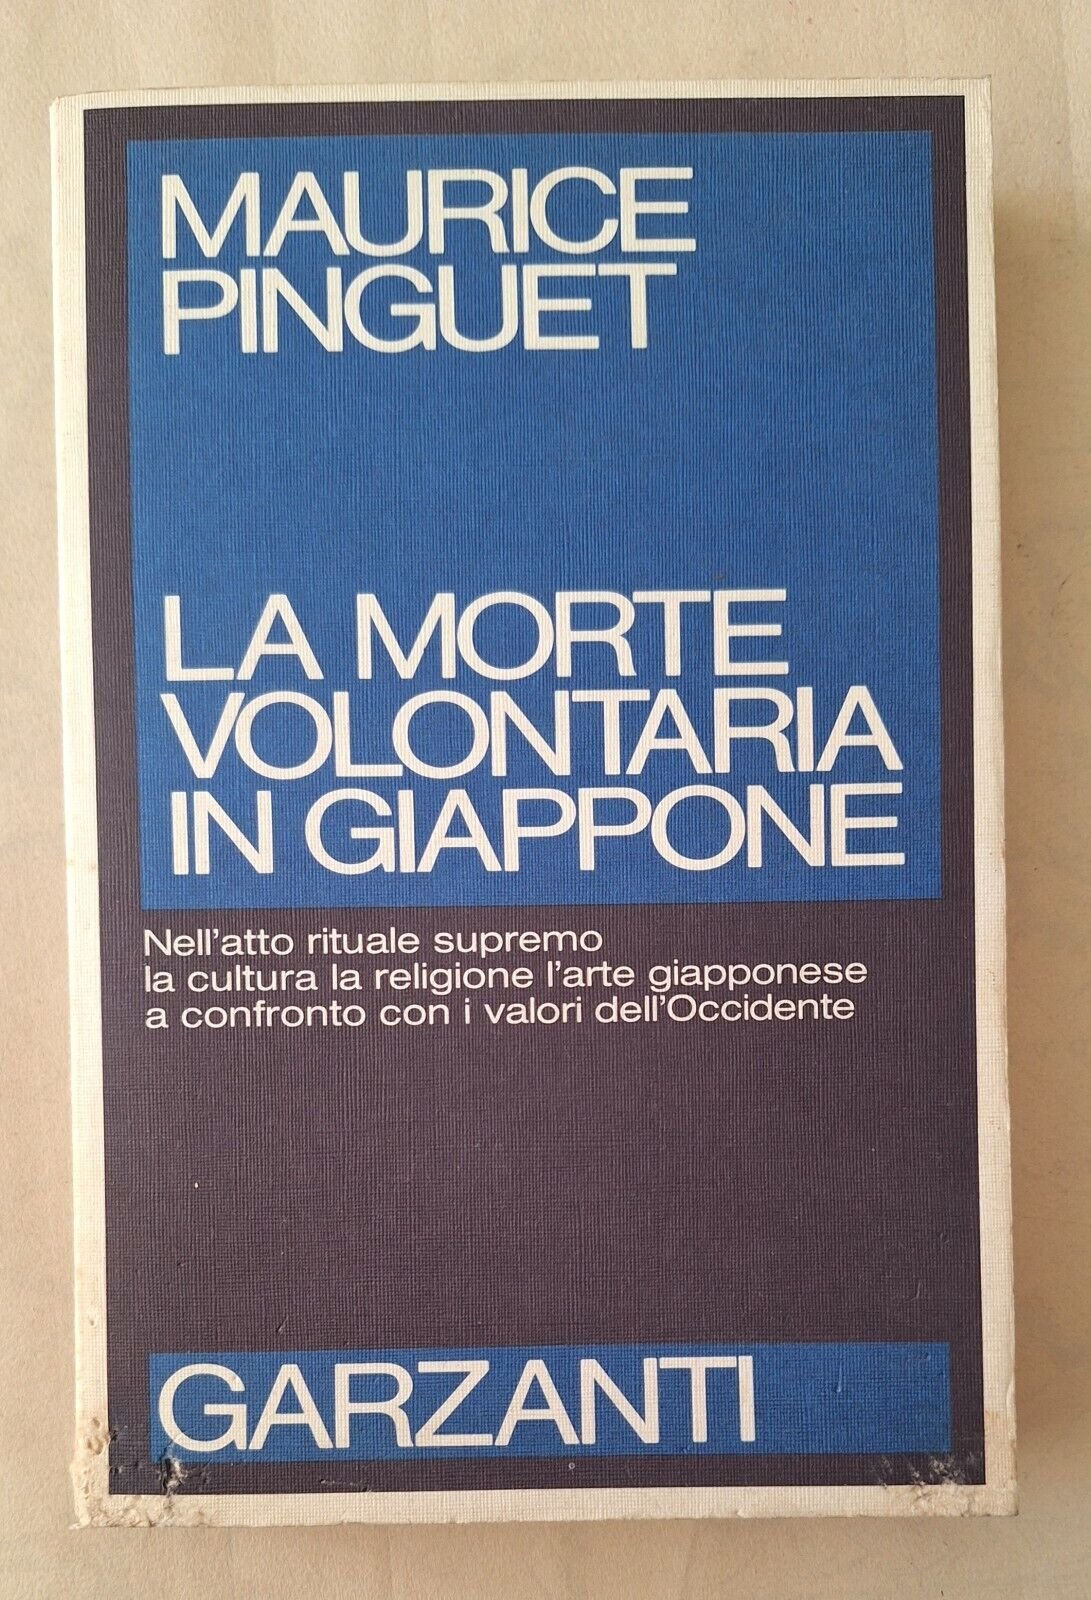 MAURICE
PINGUET
LA MORTE
VOLONTARIA
IN GIAPPONE
Nell'atto rituale supremo
la cultura la religione l'arte giapponese
a confronto con i valori dell'Occidente
GARZANTI